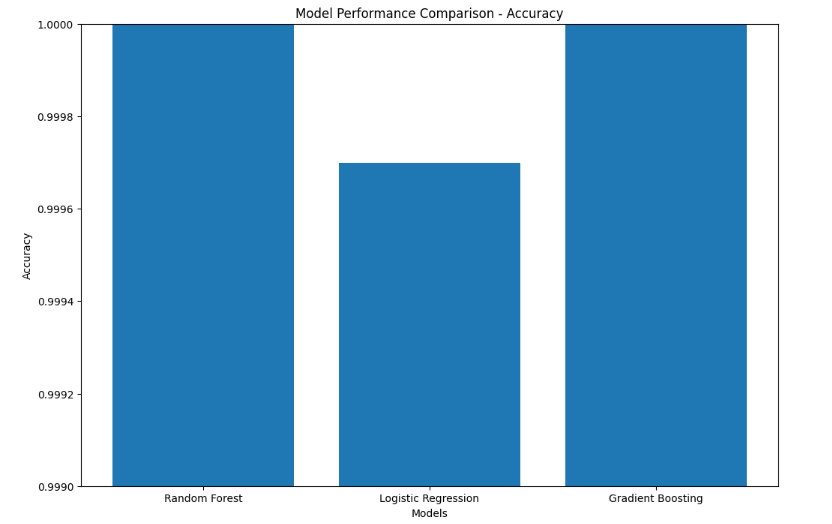 Model Performance Comparison - Accuracy
1.0000
0.9998
0.9996
0.9994
0.9992
0.9990
Accuracy
Random Forest
Logistic Regression
Gradient Boosting
Models